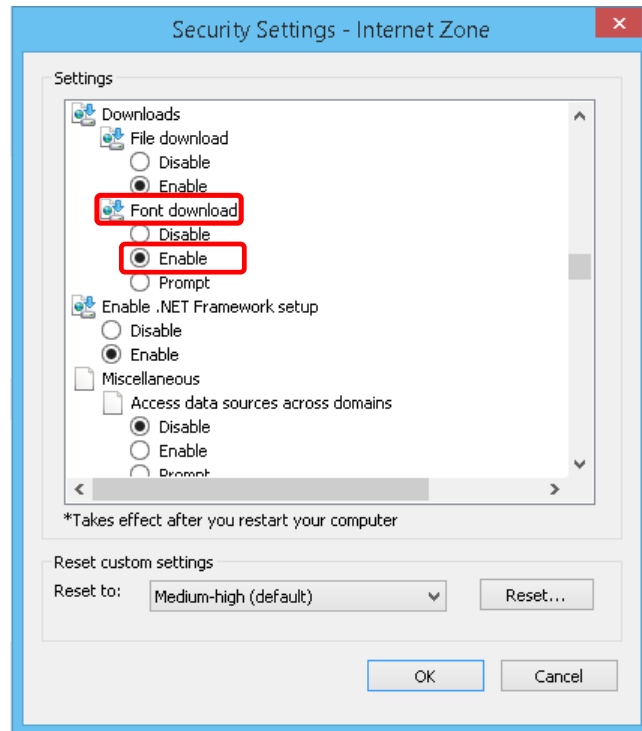 Security Settings - Internet Zone
Settings
Downloads
File download
Disable
Enable
Font download
Disable
Enable
Prompt
Enable .NET Framework setup
Disable
Enable
Miscellaneous
Access data sources across domains
Disable
Enable
Prompt
*Takes effect after you restart your computer
Reset custom settings
Reset to: Medium-high (default) Reset...
OK Cancel